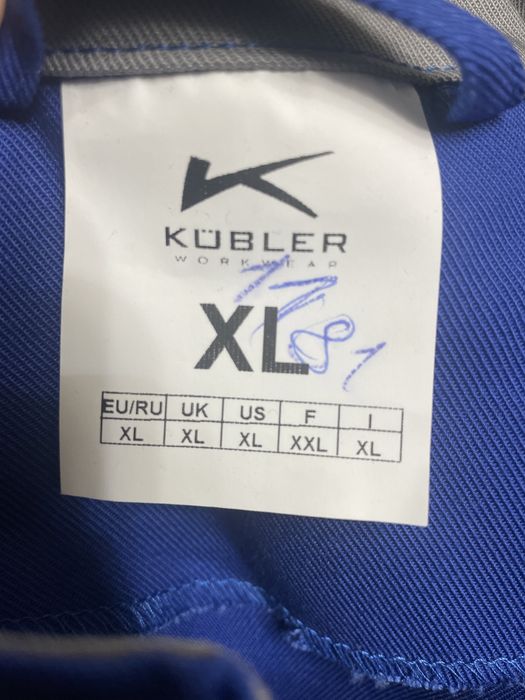 KÜBLER
WORKWEAR
XL
EU/RU UK US F I
XL XL XL XXL XL